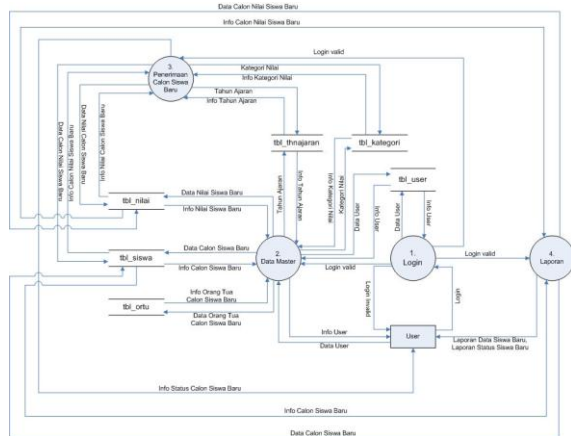 Data Calon Nilai Siswa Baru
Info Calon Nilai Siswa Baru
Login valid
3.
Penerimaan
Calon Siswa
Baru
Kategori Nilai
Info Kategori Nilai
Tahun Ajaran
Info Tahun Ajaran
Data Calon Nilai Siswa Baru
Info Calon Nilai Siswa Baru
Data Nilai Calon Siswa Baru
Info Nilai Calon Siswa Baru
tbl_thnajaran
tbl_kategori
tbl_user
Tahun Ajaran
Info Tahun Ajaran
Info Kategori Nilai
Kategori Nilai
Info User
Data User
Info User
tbl_nilai
Data Nilai Siswa Baru
Info Nilai Siswa Baru
tbl_siswa
Data Calon Siswa Baru
Info Calon Siswa Baru
2.
Data Master
1.
Login
Login valid
Login valid
4.
Laporan
tbl_ortu
Info Orang Tua
Calon Siswa Baru
Data Orang Tua
Calon Siswa Baru
Login Invalid
Login
Info User
Data User
User
Laporan Data Siswa Baru,
Laporan Status Siswa Baru
Info Status Calon Siswa Baru
Info Calon Siswa Baru
Data Calon Siswa Baru